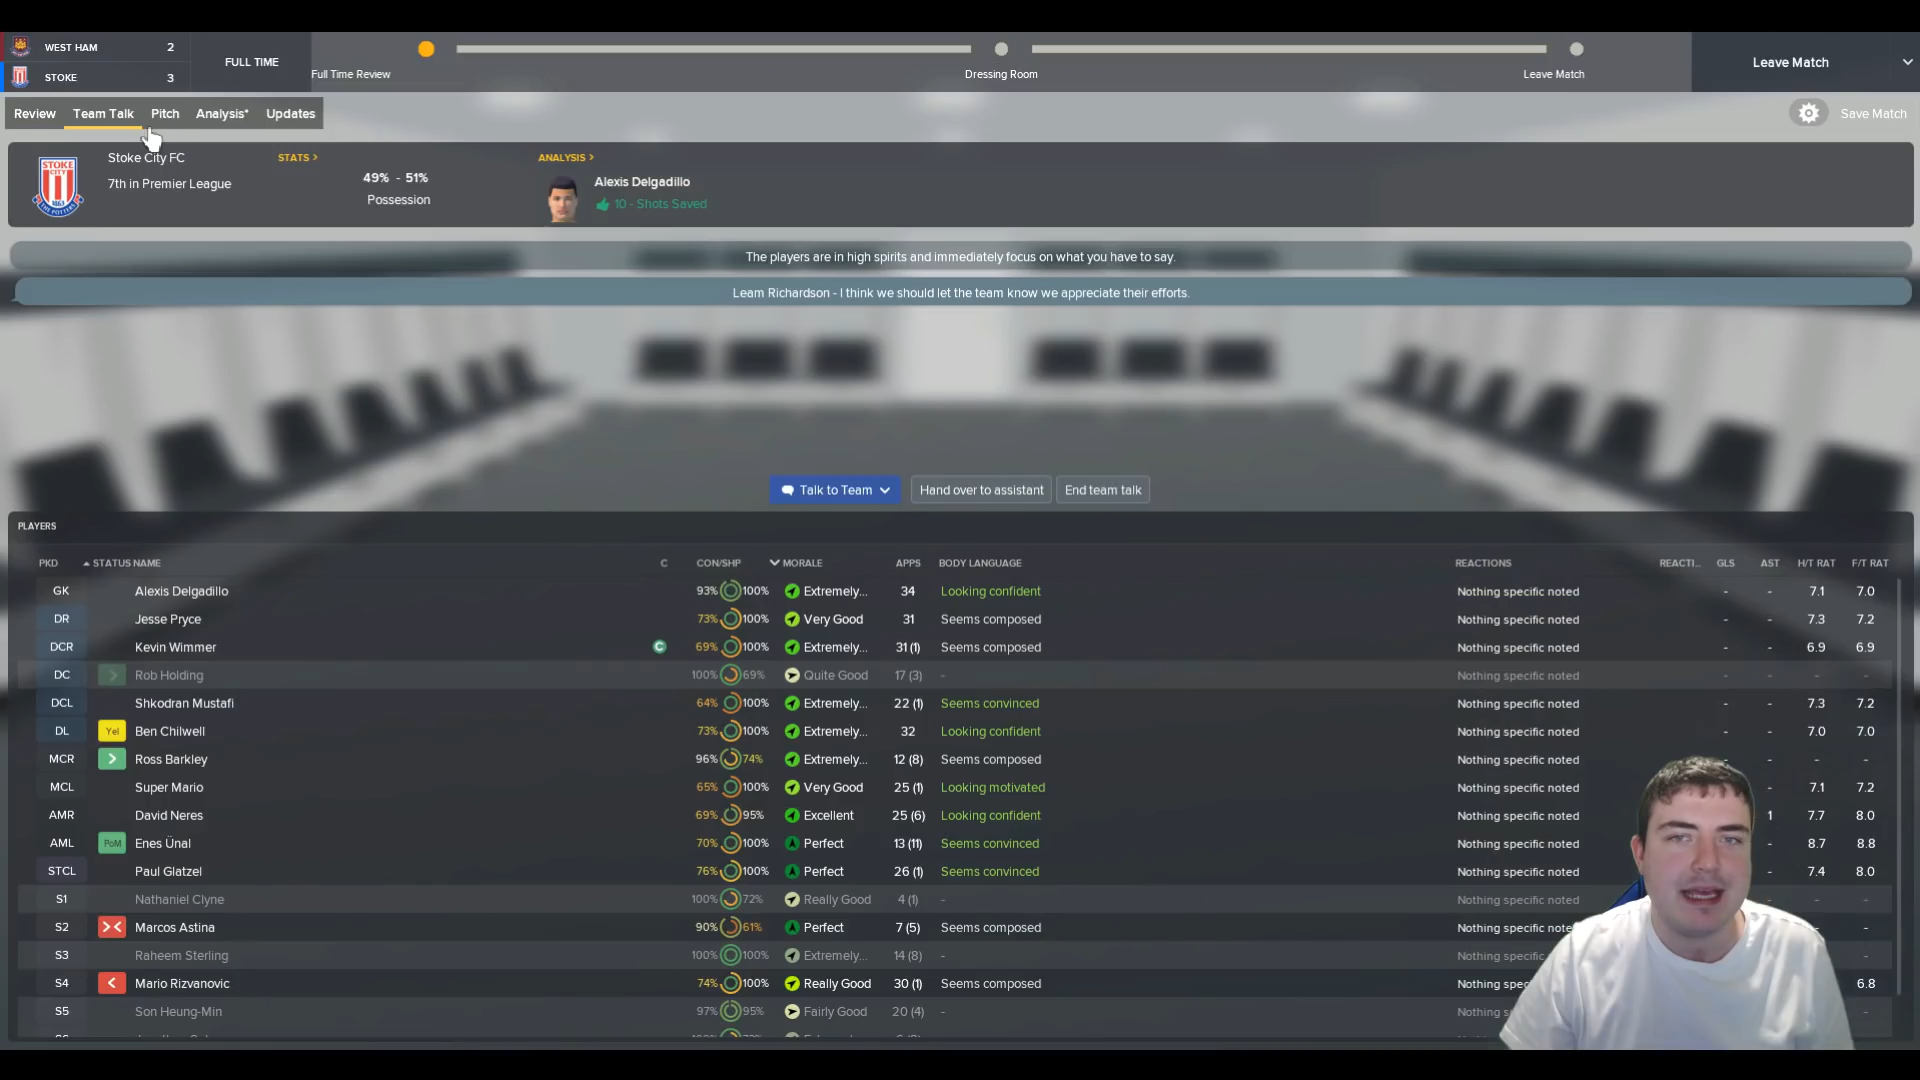 WEST HAM 2
STOKE 3
FULL TIME
Full Time Review
Dressing Room
Leave Match
Leave Match
Review Team Talk Pitch Analysis* Updates
Save Match
STOKE CITY
1863
THE POTTERS
Stoke City FC
7th in Premier League
STATS >
49% - 51%
Possession
ANALYSIS >
Alexis Delgadillo
10 - Shots Saved
The players are in high spirits and immediately focus on what you have to say.
Leam Richardson - I think we should let the team know we appreciate their efforts.
Talk to Team Hand over to assistant End team talk
PLAYERS
PKD STATUS NAME C CON/SHP MORALE APPS BODY LANGUAGE REACTIONS REACTI... GLS AST H/T RAT F/T RAT
GK Alexis Delgadillo 93% 100% Extremely... 34 Looking confident Nothing specific noted - - 7.1 7.0
DR Jesse Pryce 73% 100% Very Good 31 Seems composed Nothing specific noted - - 7.3 7.2
DCR Kevin Wimmer C 69% 100% Extremely... 31 (1) Seems composed Nothing specific noted - - 6.9 6.9
DC Rob Holding 100% 69% Quite Good 17 (3) - Nothing specific noted - - - -
DCL Shkodran Mustafi 64% 100% Extremely... 22 (1) Seems convinced Nothing specific noted - - 7.3 7.2
DL Yel Ben Chilwell 73% 100% Extremely... 32 Looking confident Nothing specific noted - - 7.0 7.0
MCR Ross Barkley 96% 74% Extremely... 12 (8) Seems composed Nothing specific noted - - - -
MCL Super Mario 65% 100% Very Good 25 (1) Looking motivated Nothing specific noted - 7.1 7.2
AMR David Neres 69% 95% Excellent 25 (6) Looking confident Nothing specific noted 1 7.7 8.0
AML PoM Enes Ünal 70% 100% Perfect 13 (11) Seems convinced Nothing specific noted - 8.7 8.8
STCL Paul Glatzel 76% 100% Perfect 26 (1) Seems convinced Nothing specific noted - 7.4 8.0
S1 Nathaniel Clyne 100% 72% Really Good 4 (1) - Nothing specific noted - - -
S2 Marcos Astina 90% 61% Perfect 7 (5) Seems composed Nothing specific note - -
S3 Raheem Sterling 100% 100% Extremely... 14 (8) - Nothing specific - -
S4 Mario Rizvanovic 74% 100% Really Good 30 (1) Seems composed Nothing spe 6.8
S5 Son Heung-Min 97% 95% Fairly Good 20 (4) - Nothing s -